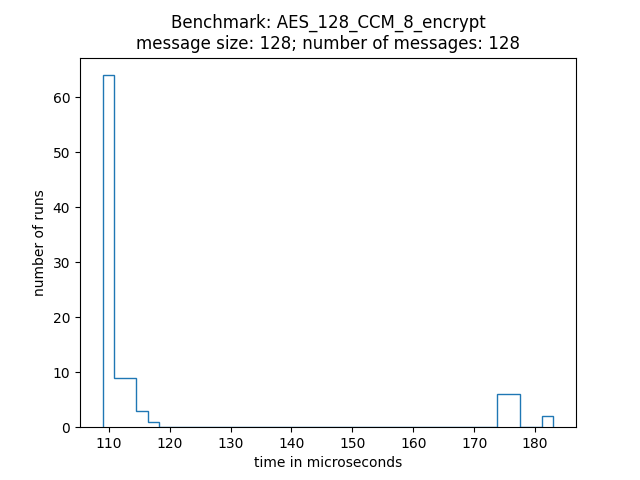 Benchmark: AES_128_CCM_8_encrypt
message size: 128; number of messages: 128
number of runs
60
50
40
30
20
10
0
110 120 130 140 150 160 170 180
time in microseconds